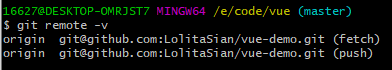 16627@DESKTOP-OMRJST7 MINGW64 /e/code/vue (master)
$ git remote -v
origin  git@github.com:LolitaSian/vue-demo.git (fetch)
origin  git@github.com:LolitaSian/vue-demo.git (push)